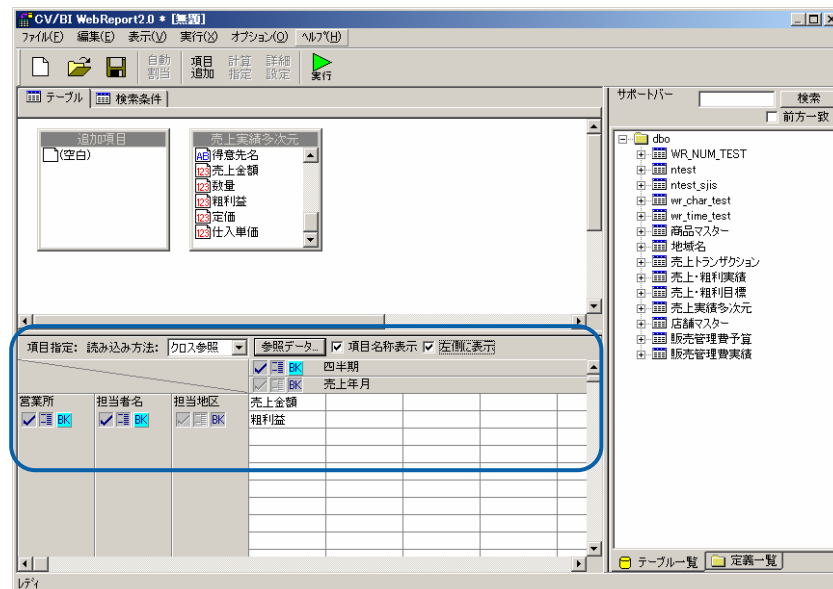 CV/BI WebReport2.0 * [無題]
ファイル(F) 編集(E) 表示(V) 実行(X) オプション(O) ヘルプ(H)
自動割当 項目追加 計算指定 詳細設定 実行
テーブル 検索条件
追加項目
(空白)
売上実績多次元
得意先名
売上金額
数量
粗利益
定価
仕入単価
項目指定: 読み込み方法: クロス参照 参照データ... 項目名称表示 左側に表示
BK 四半期
BK 売上年月
営業所 担当者名 担当地区 売上金額
BK BK BK 粗利益
サポートバー 検索
前方一致
dbo
WR_NUM_TEST
ntest
ntest_sjis
wr_char_test
wr_time_test
商品マスター
地域名
売上トランザクション
売上・粗利実績
売上・粗利目標
売上実績多次元
店舗マスター
販売管理費予算
販売管理費実績
テーブル一覧 定義一覧
レディ